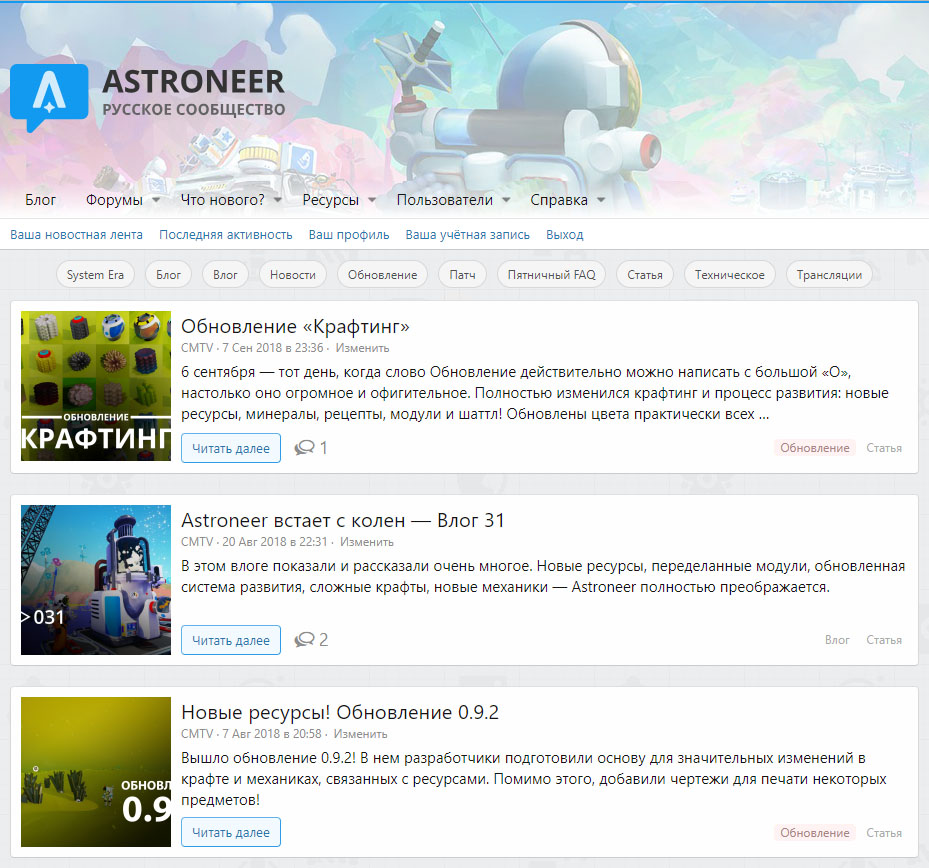 ASTRONEER
РУССКОЕ СООБЩЕСТВО
Блог Форумы Что нового? Ресурсы Пользователи Справка
Ваша новостная лента Последняя активность Ваш профиль Ваша учётная запись Выход
System Era Блог Влог Новости Обновление Патч Пятничный FAQ Статья Техническое Трансляции
ОБНОВЛЕНИЕ
КРАФТИНГ
Обновление «Крафтинг»
CMTV · 7 Сен 2018 в 23:36 · Изменить
6 сентября — тот день, когда слово Обновление действительно можно написать с большой «О»,
настолько оно огромное и офигительное. Полностью изменился крафтинг и процесс развития: новые
ресурсы, минералы, рецепты, модули и шаттл! Обновлены цвета практически всех ...
Читать далее 1 Обновление Статья
> 031
Astroneer встает с колен — Влог 31
CMTV · 20 Авг 2018 в 22:31 · Изменить
В этом влоге показали и рассказали очень многое. Новые ресурсы, переделанные модули, обновленная
система развития, сложные крафты, новые механики — Astroneer полностью преображается.
Читать далее 2 Влог Статья
ОБНОВЛ
0.9
Новые ресурсы! Обновление 0.9.2
CMTV · 7 Авг 2018 в 20:58 · Изменить
Вышло обновление 0.9.2! В нем разработчики подготовили основу для значительных изменений в
крафте и механиках, связанных с ресурсами. Помимо этого, добавили чертежи для печати некоторых
предметов!
Читать далее Обновление Статья